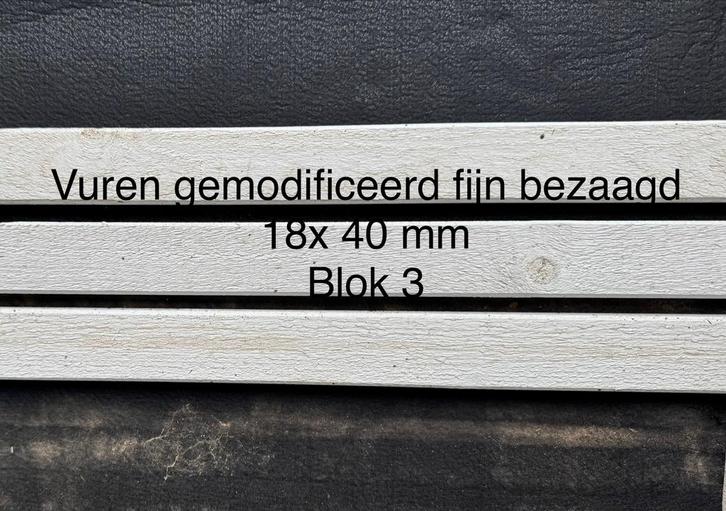 Vuren gemodificeerd fijn bezaagd
18x 40 mm
Blok 3